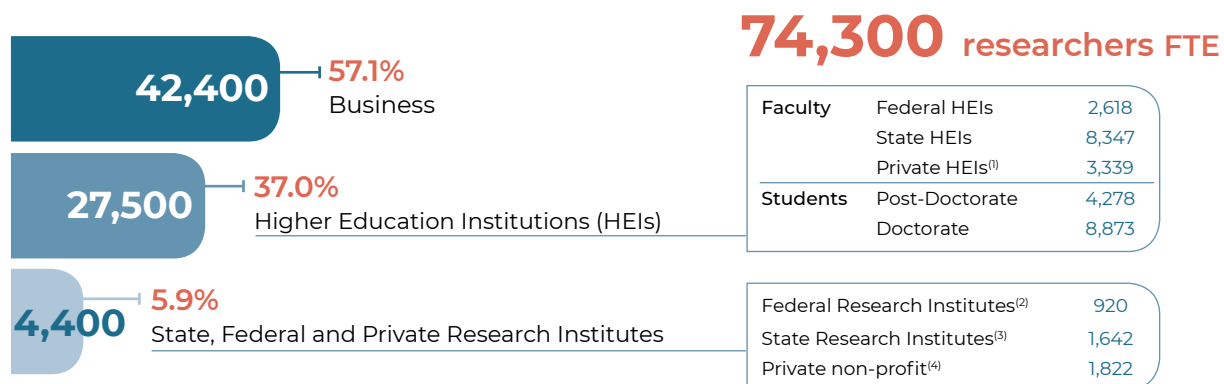 74,300 researchers FTE
42,400
57.1%
Business
27,500
37.0%
Higher Education Institutions (HEIs)
Faculty Federal HEIs 2,618
State HEIs 8,347
Private HEIs(1) 3,339
Students Post-Doctorate 4,278
Doctorate 8,873
4,400
5.9%
State, Federal and Private Research Institutes
Federal Research Institutes(2) 920
State Research Institutes(3) 1,642
Private non-profit(4) 1,822